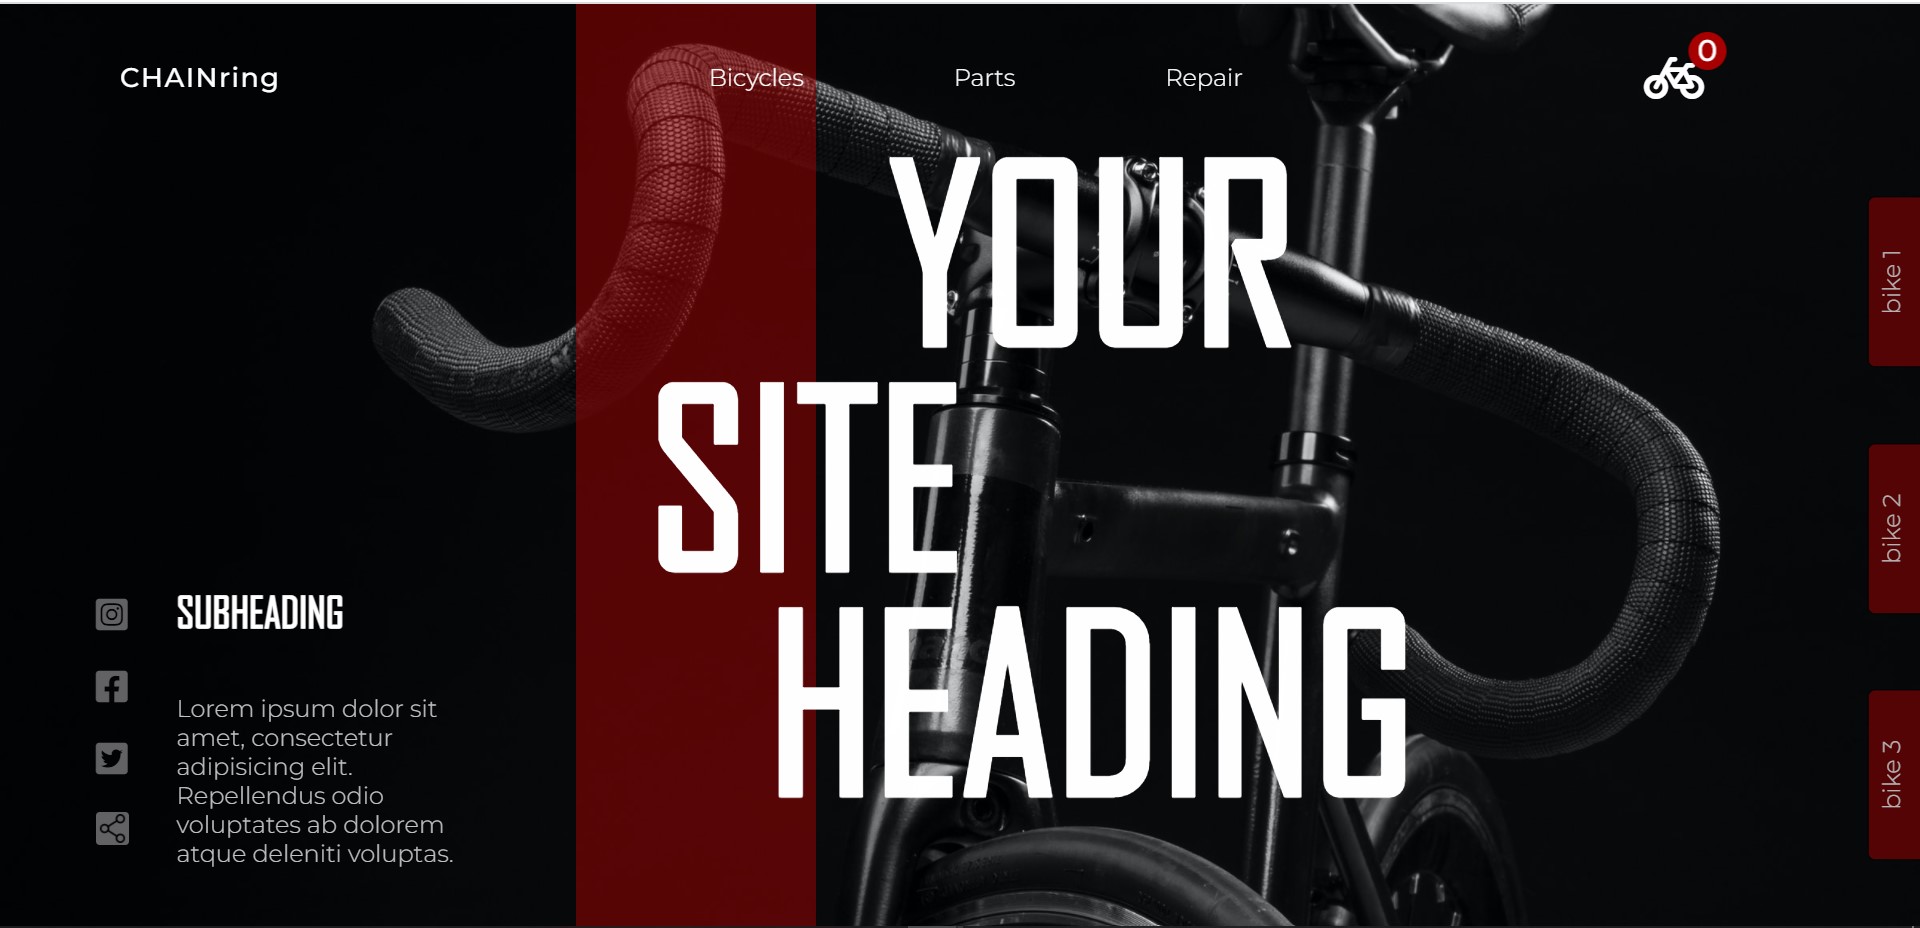 CHAINring
Bicycles
Parts
Repair
0
YOUR
SITE
HEADING
bike 1
bike 2
bike 3
SUBHEADING
Lorem ipsum dolor sit
amet, consectetur
adipisicing elit.
Repellendus odio
voluptates ab dolorem
atque deleniti voluptas.